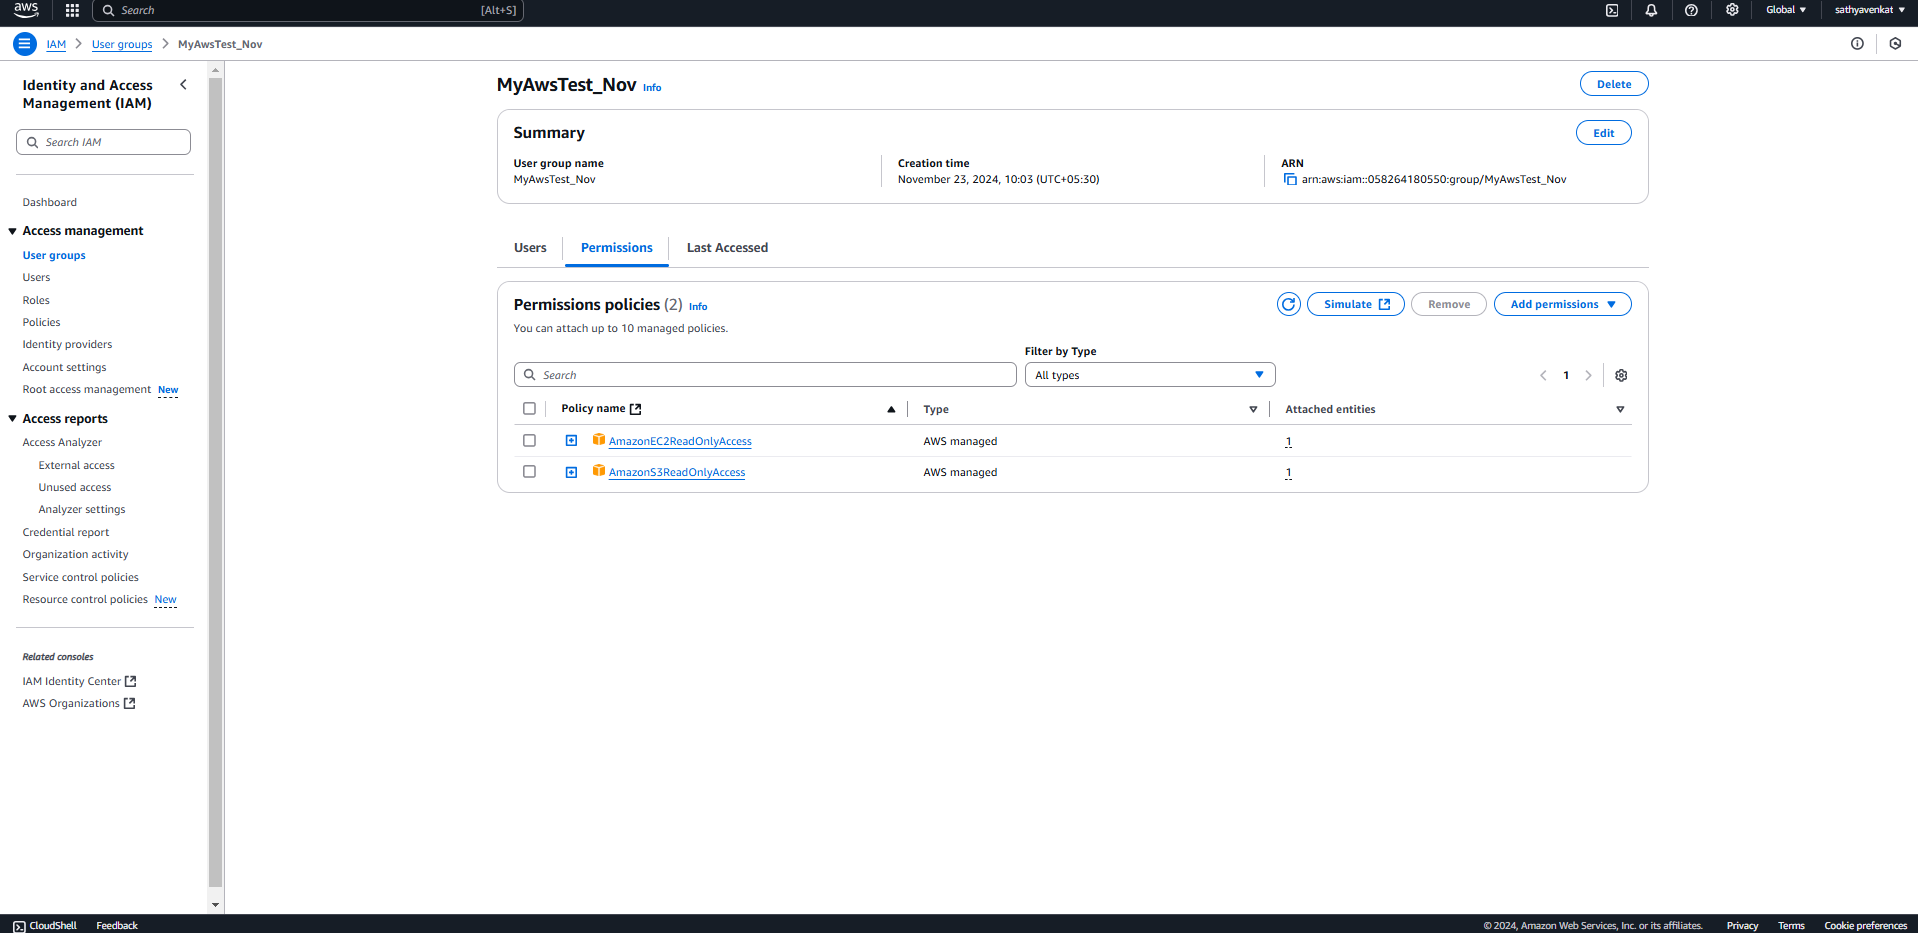 aws
Search [Alt+S] Global sathyavenkat
IAM User groups MyAwsTest_Nov
Identity and Access
Management (IAM)
Search IAM
Dashboard
Access management
User groups
Users
Roles
Policies
Identity providers
Account settings
Root access management New
Access reports
Access Analyzer
External access
Unused access
Analyzer settings
Credential report
Organization activity
Service control policies
Resource control policies New
Related consoles
IAM Identity Center
AWS Organizations
MyAwsTest_Nov Info Delete
Summary Edit
User group name Creation time ARN
MyAwsTest_Nov November 23, 2024, 10:03 (UTC+05:30) arn:aws:iam::058264180550:group/MyAwsTest_Nov
Users Permissions Last Accessed
Permissions policies (2) Info Simulate Remove Add permissions
You can attach up to 10 managed policies.
Filter by Type
Search All types 1
Policy name Type Attached entities
AmazonEC2ReadOnlyAccess AWS managed 1
AmazonS3ReadOnlyAccess AWS managed 1
CloudShell Feedback © 2024, Amazon Web Services, Inc. or its affiliates. Privacy Terms Cookie preferences